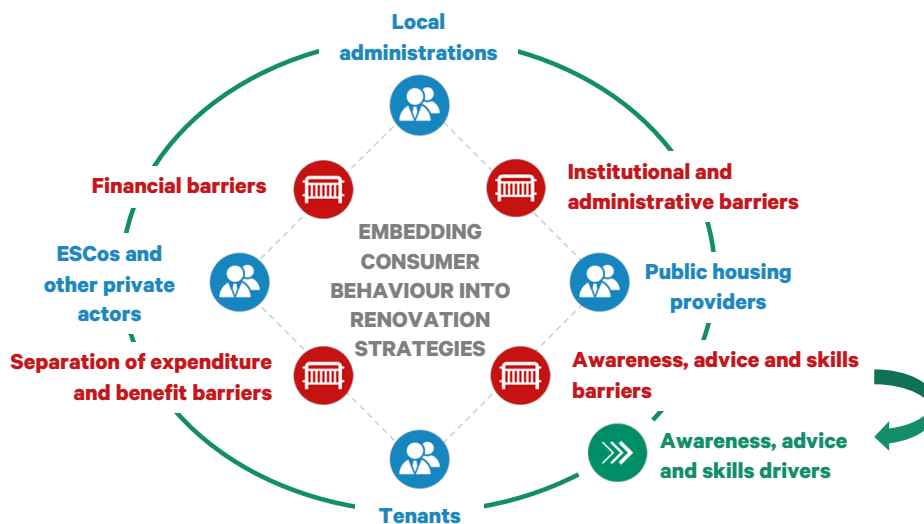 Local
administrations
Financial barriers
Institutional and
administrative barriers
EMBEDDING
CONSUMER
BEHAVIOUR INTO
RENOVATION
STRATEGIES
ESCos and
other private
actors
Public housing
providers
Separation of expenditure
and benefit barriers
Awareness, advice and skills
barriers
Awareness, advice
and skills drivers
Tenants